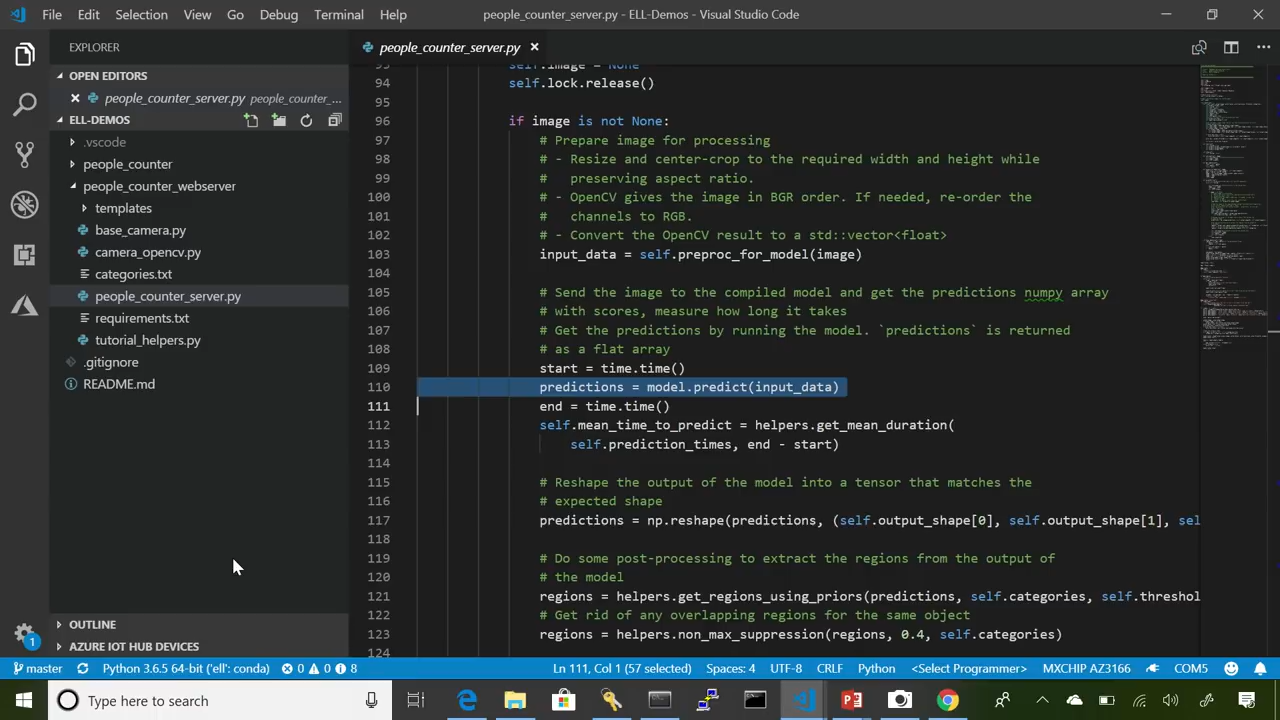 File Edit Selection View Go Debug Terminal Help people_counter_server.py - ELL-Demos - Visual Studio Code
EXPLORER
OPEN EDITORS
people_counter_server.py people_counter_...
ELL-DEMOS
.vscode
people_counter
people_counter_webserver
templates
base_camera.py
camera_opencv.py
categories.txt
people_counter_server.py
requirements.txt
tutorial_helpers.py
.gitignore
README.md
OUTLINE
AZURE IOT HUB DEVICES
people_counter_server.py
93 self.image = None
94 self.lock.release()
95
96 if image is not None:
97 # Prepare image for processing
98 # - Resize and center-crop to the required width and height while
99 #   preserving aspect ratio.
100 # - OpenCV gives the image in BGR order. If needed, re-order the
101 #   channels to RGB.
102 # - Convert the OpenCV result to a std::vector<float>
103 input_data = self.preproc_for_model(image)
104
105 # Send the image to the compiled model and get the predictions numpy array
106 # with scores, measure how long it takes
107 # Get the predictions by running the model. `predictions` is returned
108 # as a flat array
109 start = time.time()
110 predictions = model.predict(input_data)
111 end = time.time()
112 self.mean_time_to_predict = helpers.get_mean_duration(
113 self.prediction_times, end - start)
114
115 # Reshape the output of the model into a tensor that matches the
116 # expected shape
117 predictions = np.reshape(predictions, (self.output_shape[0], self.output_shape[1], sel
118
119 # Do some post-processing to extract the regions from the output of
120 # the model
121 regions = helpers.get_regions_using_priors(predictions, self.categories, self.threshol
122 # Get rid of any overlapping regions for the same object
123 regions = helpers.non_max_suppression(regions, 0.4, self.categories)
124
1
master Python 3.6.5 64-bit ('ell': conda) 0 0 8 Ln 111, Col 1 (57 selected) Spaces: 4 UTF-8 CRLF Python <Select Programmer> MXCHIP AZ3166 COM5
Type here to search